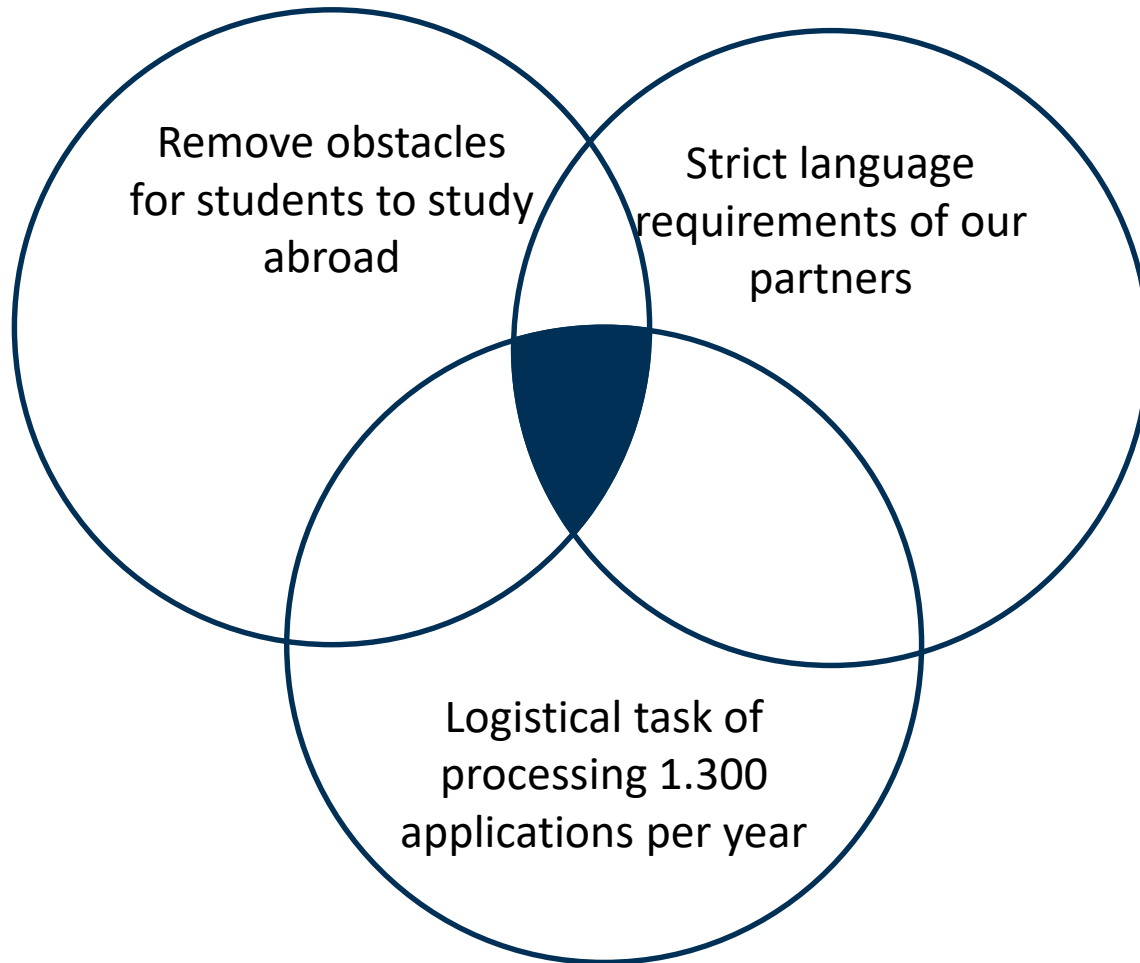 Remove obstacles
for students to study
abroad
Strict language
requirements of our
partners
Logistical task of
processing 1.300
applications per year